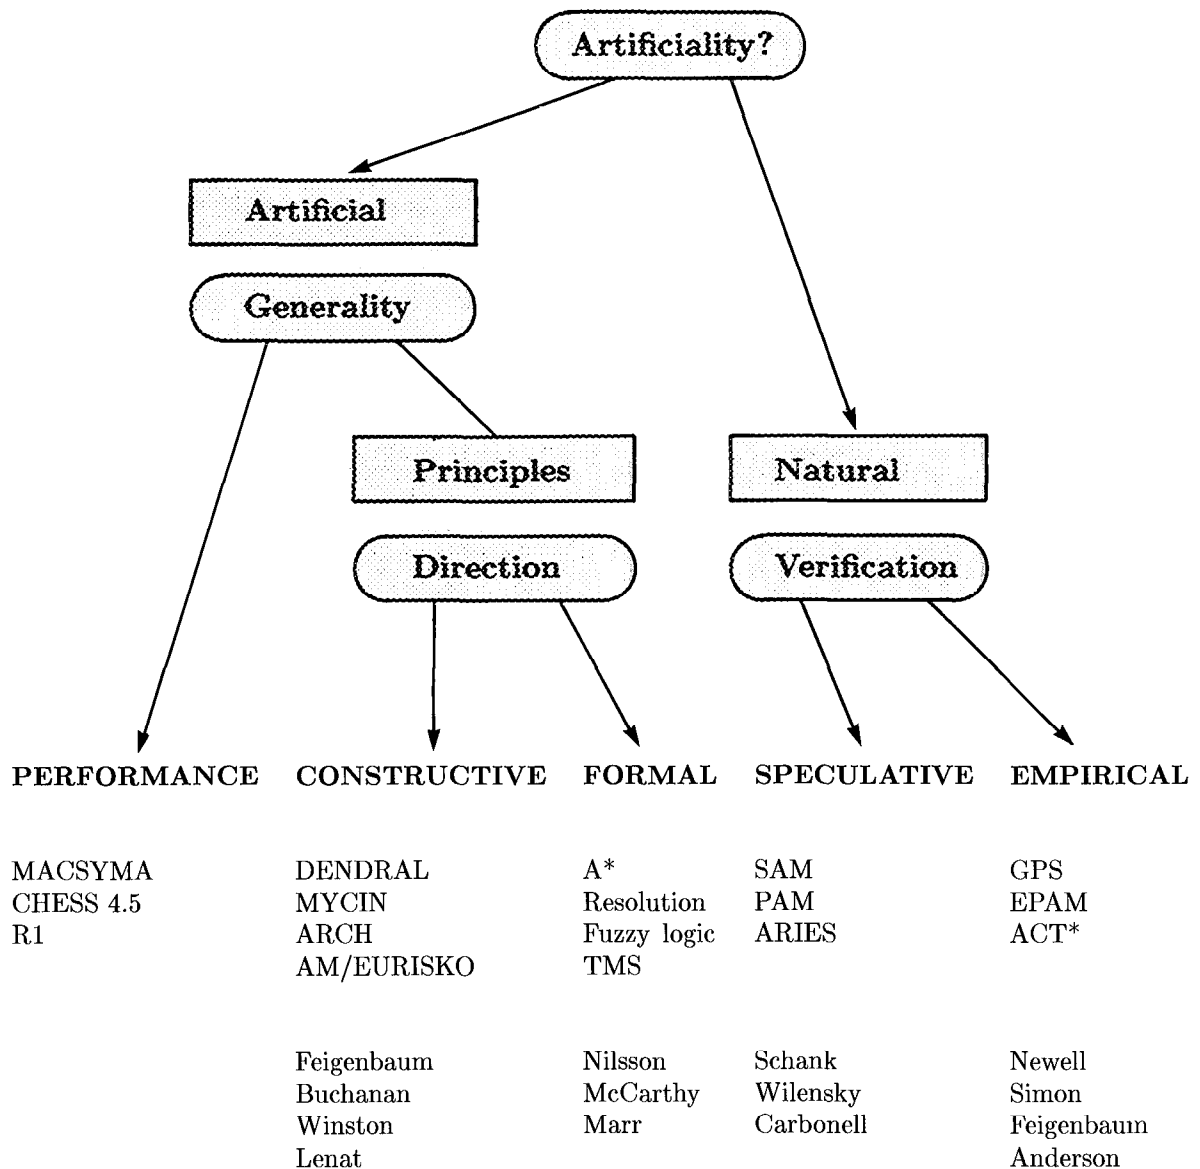 Artificiality?
Artificial
Generality
Principles
Natural
Direction
Verification
PERFORMANCE CONSTRUCTIVE FORMAL SPECULATIVE EMPIRICAL
MACSYMA DENDRAL A* SAM GPS
CHESS 4.5 MYCIN Resolution PAM EPAM
R1 ARCH Fuzzy logic ARIES ACT*
AM/EURISKO TMS
Feigenbaum Nilsson Schank Newell
Buchanan McCarthy Wilensky Simon
Winston Marr Carbonell Feigenbaum
Lenat Anderson